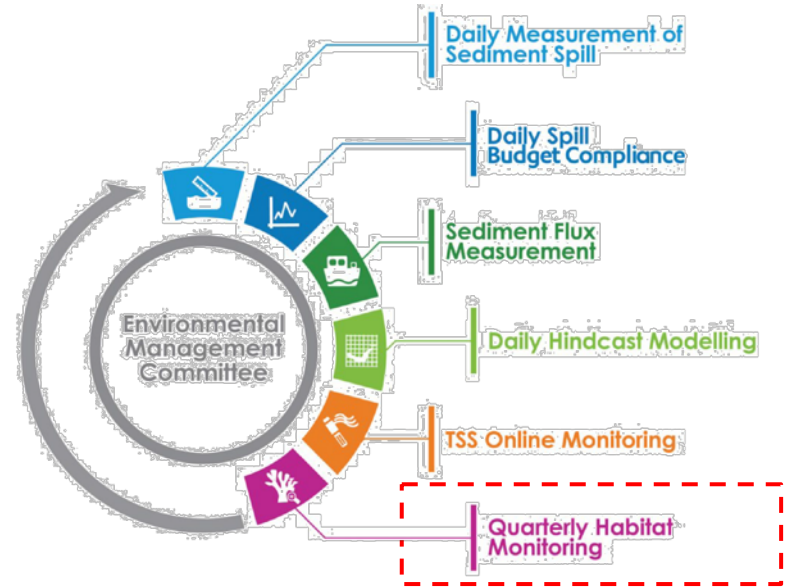 Daily Measurement of
Sediment Spill
Daily Spill
Budget Compliance
Sediment Flux
Measurement
Environmental
Management
Committee
Daily Hindcast Modelling
TSS Online Monitoring
Quarterly Habitat
Monitoring